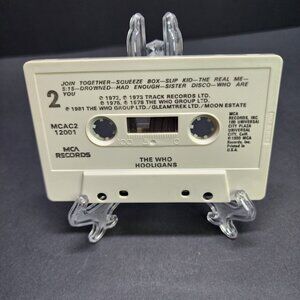 2
JOIN TOGETHER—SQUEEZE BOX—SLIP KID—THE REAL ME—
5:15—DROWNED—HAD ENOUGH—SISTER DISCO—WHO ARE
YOU
℗ 1972, ℗ 1973 TRACK RECORDS LTD.
℗ 1975, ℗ 1978 THE WHO GROUP LTD.
℗ 1981 THE WHO GROUP LTD./GLEAMTREK LTD./MOON ESTATE
MCAC2
12001
MCA
RECORDS
MCA
RECORDS, INC.
100 UNIVERSAL
CITY PLAZA
UNIVERSAL
CITY, Calif.
© 1980 MCA
Records, Inc.
Printed in
U.S.A.
THE WHO
HOOLIGANS